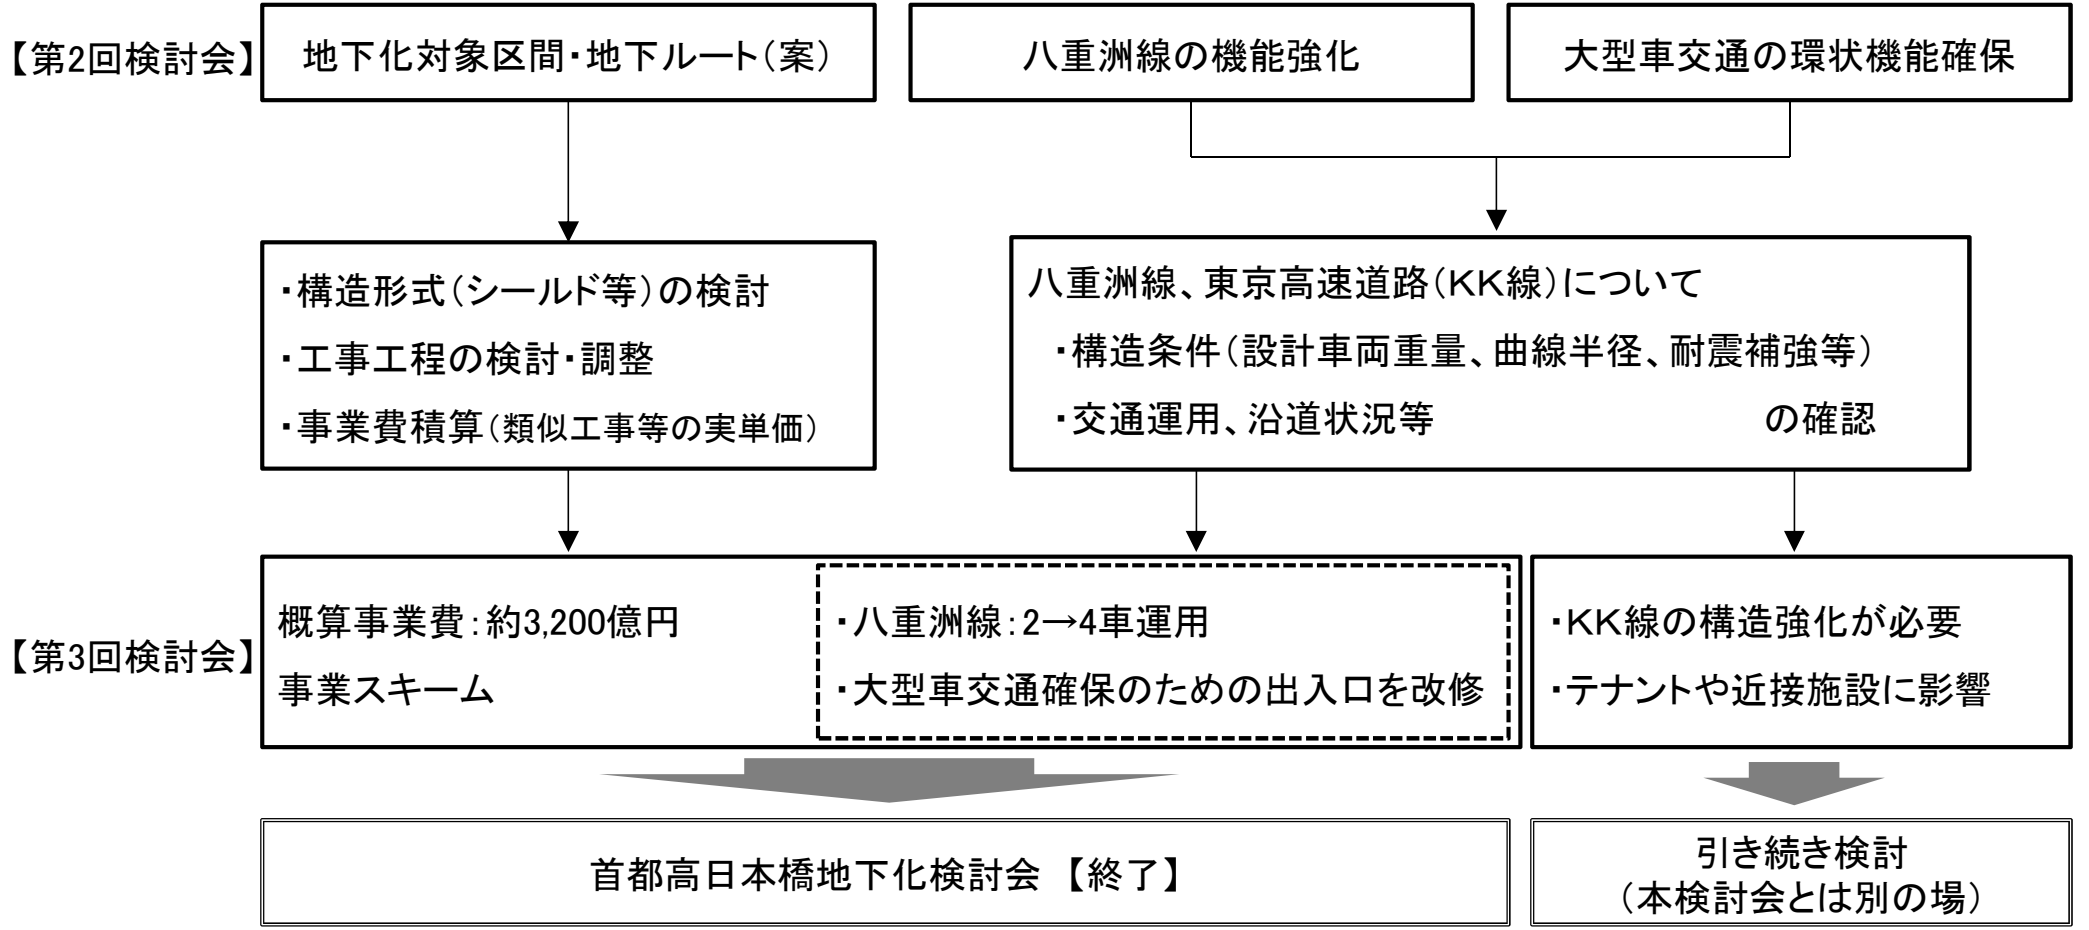 【第2回検討会】
地下化対象区間・地下ルート（案）
八重洲線の機能強化
大型車交通の環状機能確保
・構造形式（シールド等）の検討
・工事工程の検討・調整
・事業費積算（類似工事等の実単価）
八重洲線、東京高速道路（KK線）について
・構造条件（設計車両重量、曲線半径、耐震補強等）
・交通運用、沿道状況等　の確認
【第3回検討会】
概算事業費：約3,200億円
事業スキーム
・八重洲線：2→4車運用
・大型車交通確保のための出入口を改修
・KK線の構造強化が必要
・テナントや近接施設に影響
首都高日本橋地下化検討会　【終了】
引き続き検討
（本検討会とは別の場）